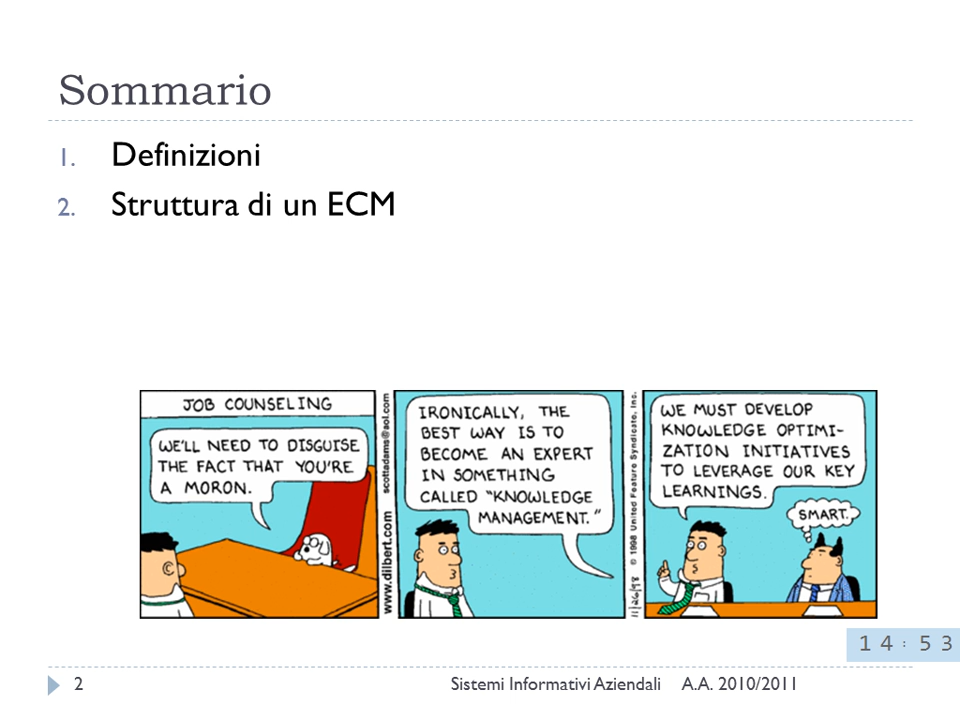 Sommario
1. Definizioni
2. Struttura di un ECM
JOB COUNSELING
WE'LL NEED TO DISGUISE
THE FACT THAT YOU'RE
A MORON.
www.dilbert.com scottadams@aol.com
IRONICALLY, THE
BEST WAY IS TO
BECOME AN EXPERT
IN SOMETHING
CALLED "KNOWLEDGE
MANAGEMENT."
11/26/98 © 1998 United Feature Syndicate, Inc.
WE MUST DEVELOP
KNOWLEDGE OPTIMI-
ZATION INITIATIVES
TO LEVERAGE OUR KEY
LEARNINGS.
SMART.
14:53
2 Sistemi Informativi Aziendali A.A. 2010/2011